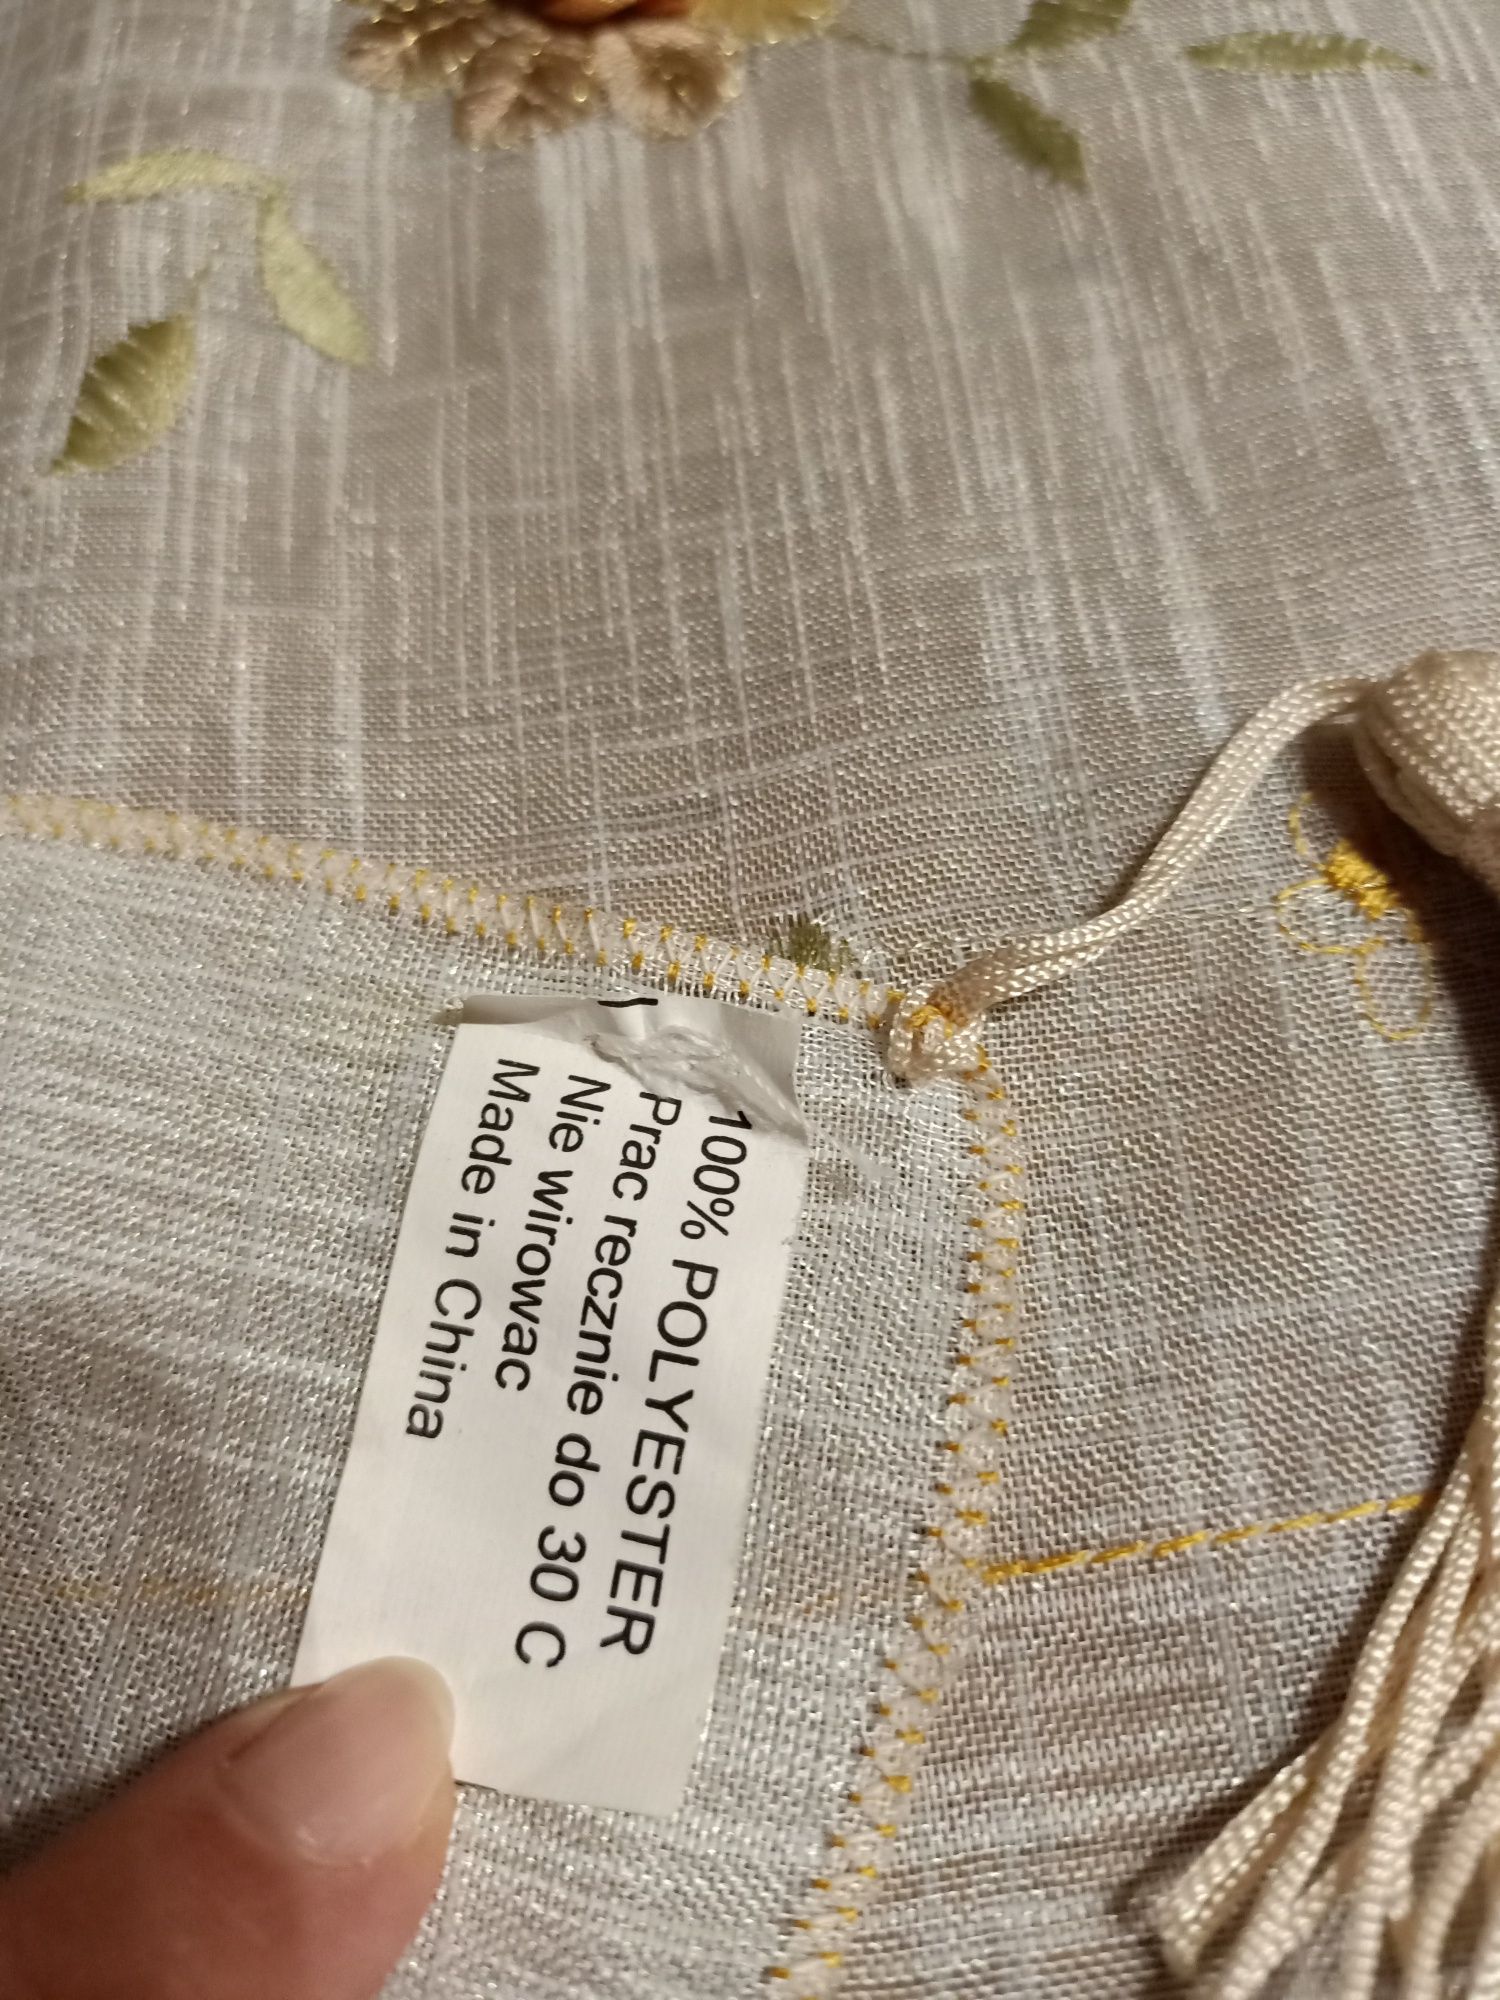 100% POLYESTER
Prac recznie do 30 C
Nie wirowac
Made in China